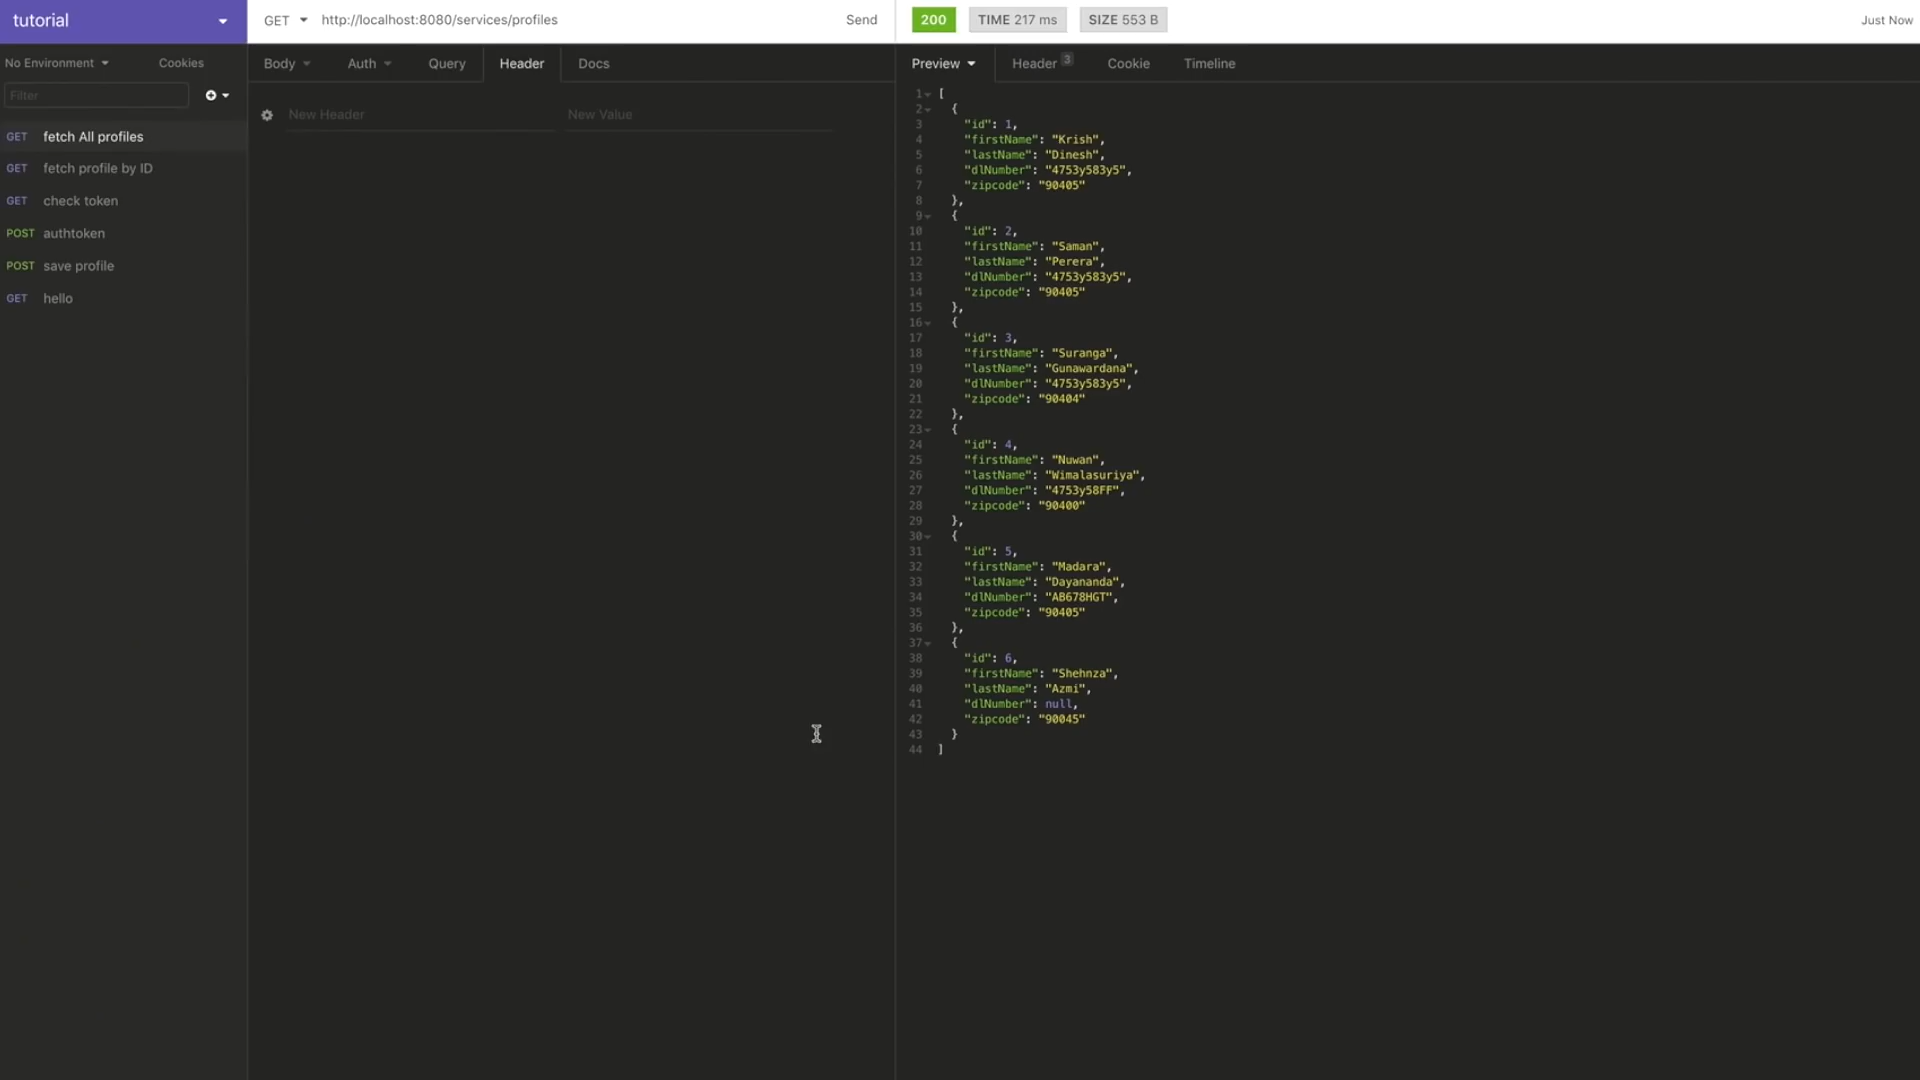 tutorial
GET http://localhost:8080/services/profiles Send
200 TIME 217 ms SIZE 553 B Just Now
No Environment Cookies
Body Auth Query Header Docs
Preview Header 3 Cookie Timeline
Filter
New Header New Value
GET fetch All profiles
GET fetch profile by ID
GET check token
POST authtoken
POST save profile
GET hello
1 [
2 {
3 "id": 1,
4 "firstName": "Krish",
5 "lastName": "Dinesh",
6 "dlNumber": "4753y583y5",
7 "zipcode": "90405"
8 },
9 {
10 "id": 2,
11 "firstName": "Saman",
12 "lastName": "Perera",
13 "dlNumber": "4753y583y5",
14 "zipcode": "90405"
15 },
16 {
17 "id": 3,
18 "firstName": "Suranga",
19 "lastName": "Gunawardana",
20 "dlNumber": "4753y583y5",
21 "zipcode": "90404"
22 },
23 {
24 "id": 4,
25 "firstName": "Nuwan",
26 "lastName": "Wimalasuriya",
27 "dlNumber": "4753y58FF",
28 "zipcode": "90400"
29 },
30 {
31 "id": 5,
32 "firstName": "Madara",
33 "lastName": "Dayananda",
34 "dlNumber": "AB678HGT",
35 "zipcode": "90405"
36 },
37 {
38 "id": 6,
39 "firstName": "Shehnza",
40 "lastName": "Azmi",
41 "dlNumber": null,
42 "zipcode": "90045"
43 }
44 ]